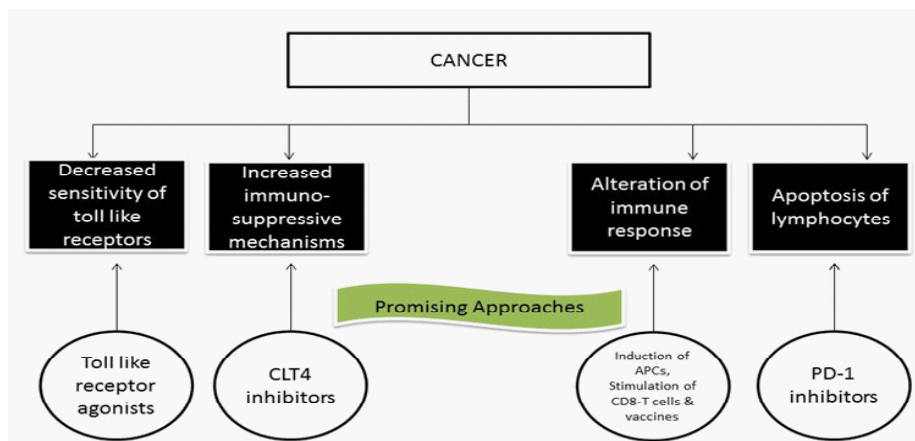 CANCER
Decreased
sensitivity of
toll like
receptors
Increased
immuno-
suppressive
mechanisms
Alteration of
immune
response
Apoptosis of
lymphocytes
Promising Approaches
Toll like
receptor
agonists
CLT4
inhibitors
Induction of
APCs,
Stimulation of
CD8-T cells &
vaccines
PD-1
inhibitors